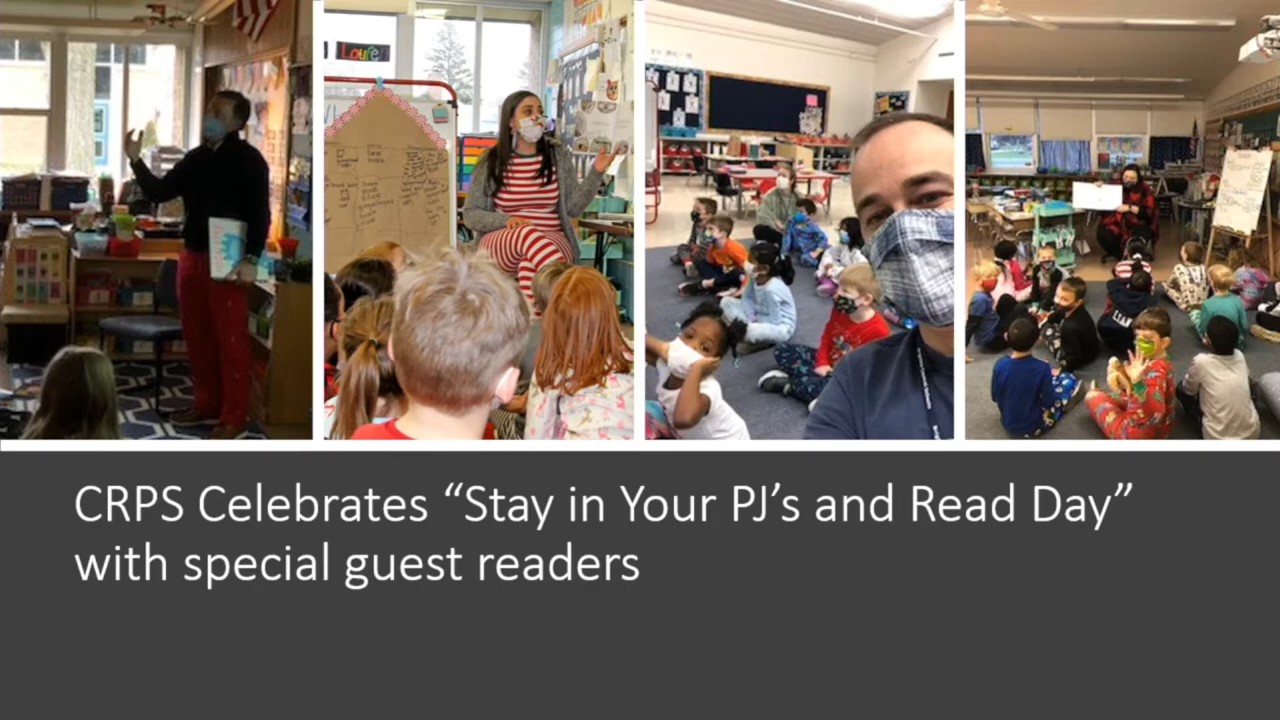 CRPS Celebrates “Stay in Your PJ’s and Read Day”
with special guest readers